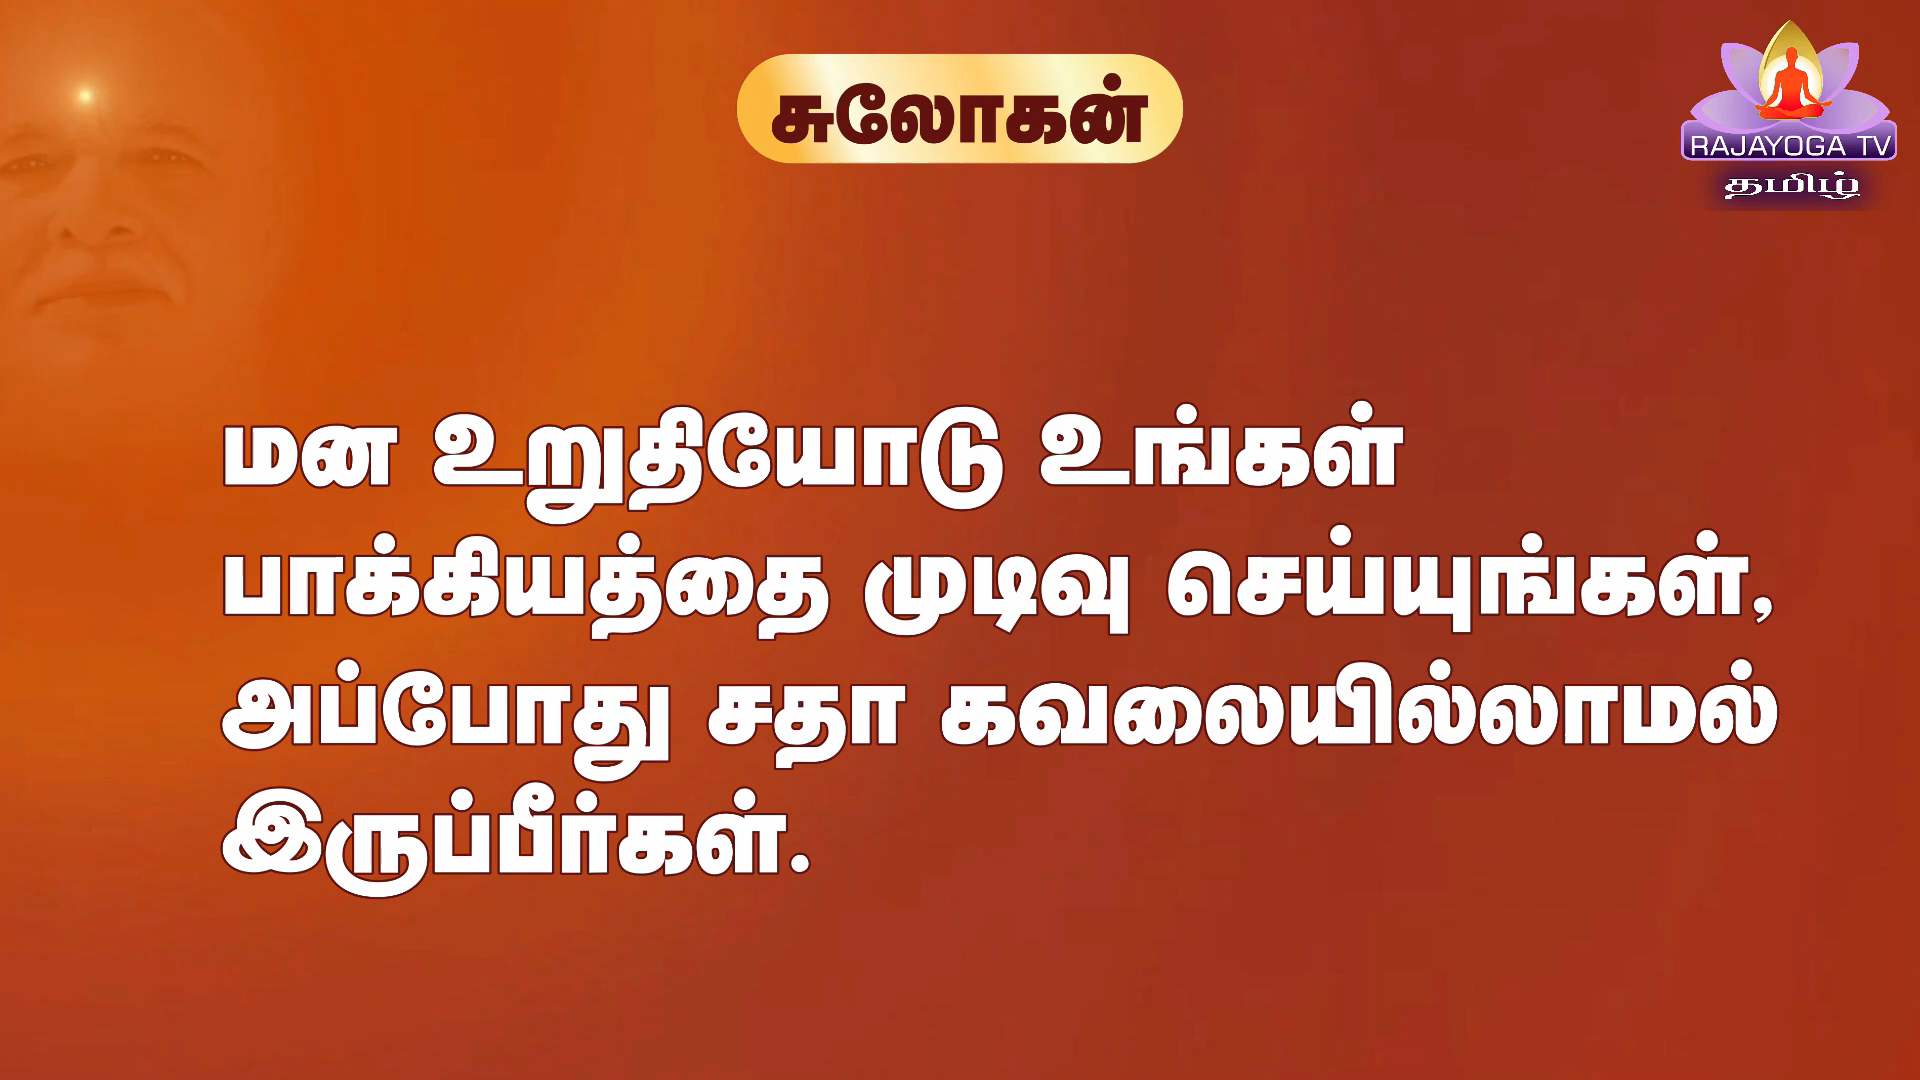 சுலோகன்
RAJAYOGA TV
தமிழ்
மன உறுதியோடு உங்கள்
பாக்கியத்தை முடிவு செய்யுங்கள்,
அப்போது சதா கவலையில்லாமல்
இருப்பீர்கள்.